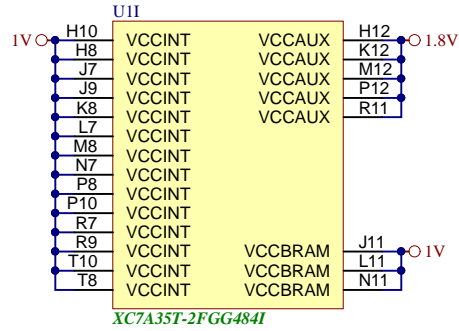 U1I
1V H10 VCCINT VCCAUX H12 1.8V
H8 VCCINT VCCAUX K12
J7 VCCINT VCCAUX M12
J9 VCCINT VCCAUX P12
K8 VCCINT VCCAUX R11
L7 VCCINT
M8 VCCINT
N7 VCCINT
P8 VCCINT
P10 VCCINT
R7 VCCINT
R9 VCCINT VCCBRAM J11 1V
T10 VCCINT VCCBRAM L11
T8 VCCINT VCCBRAM N11
XC7A35T-2FGG484I